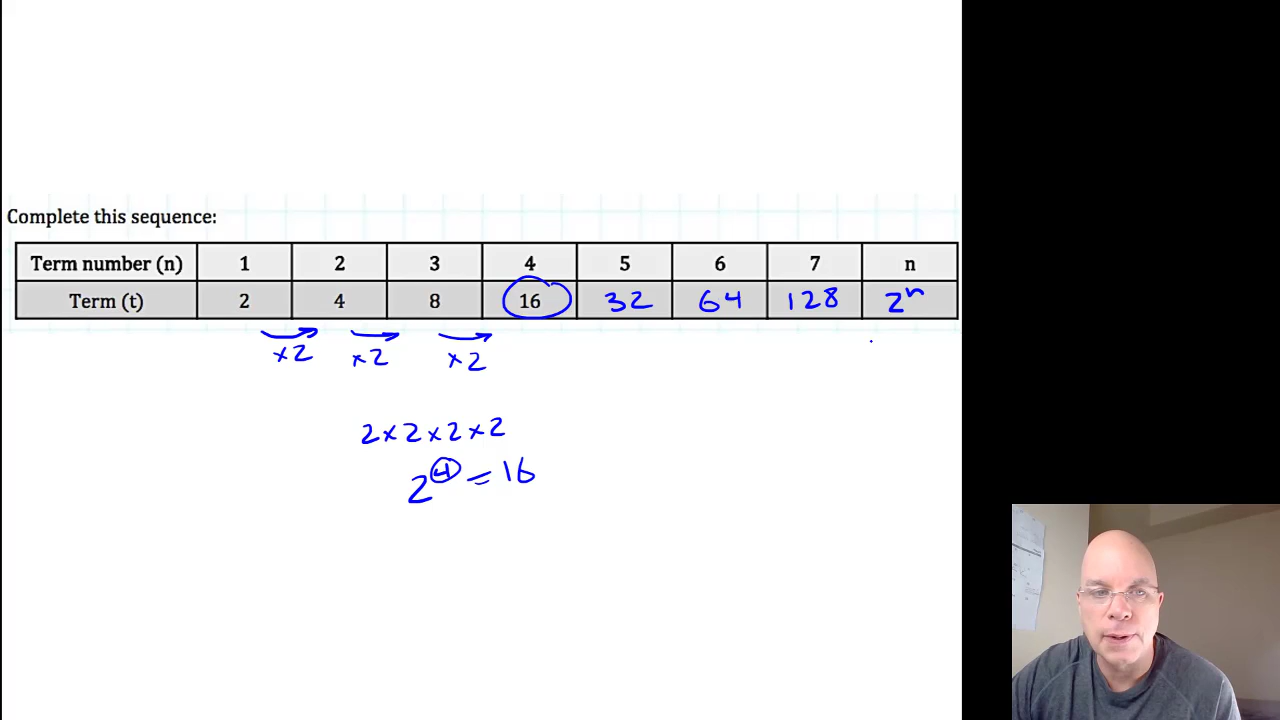 Complete this sequence:
Term number (n) 1 2 3 4 5 6 7 n
Term (t) 2 4 8 16 32 64 128 2ⁿ
×2 ×2 ×2
2×2×2×2
2⁴=16